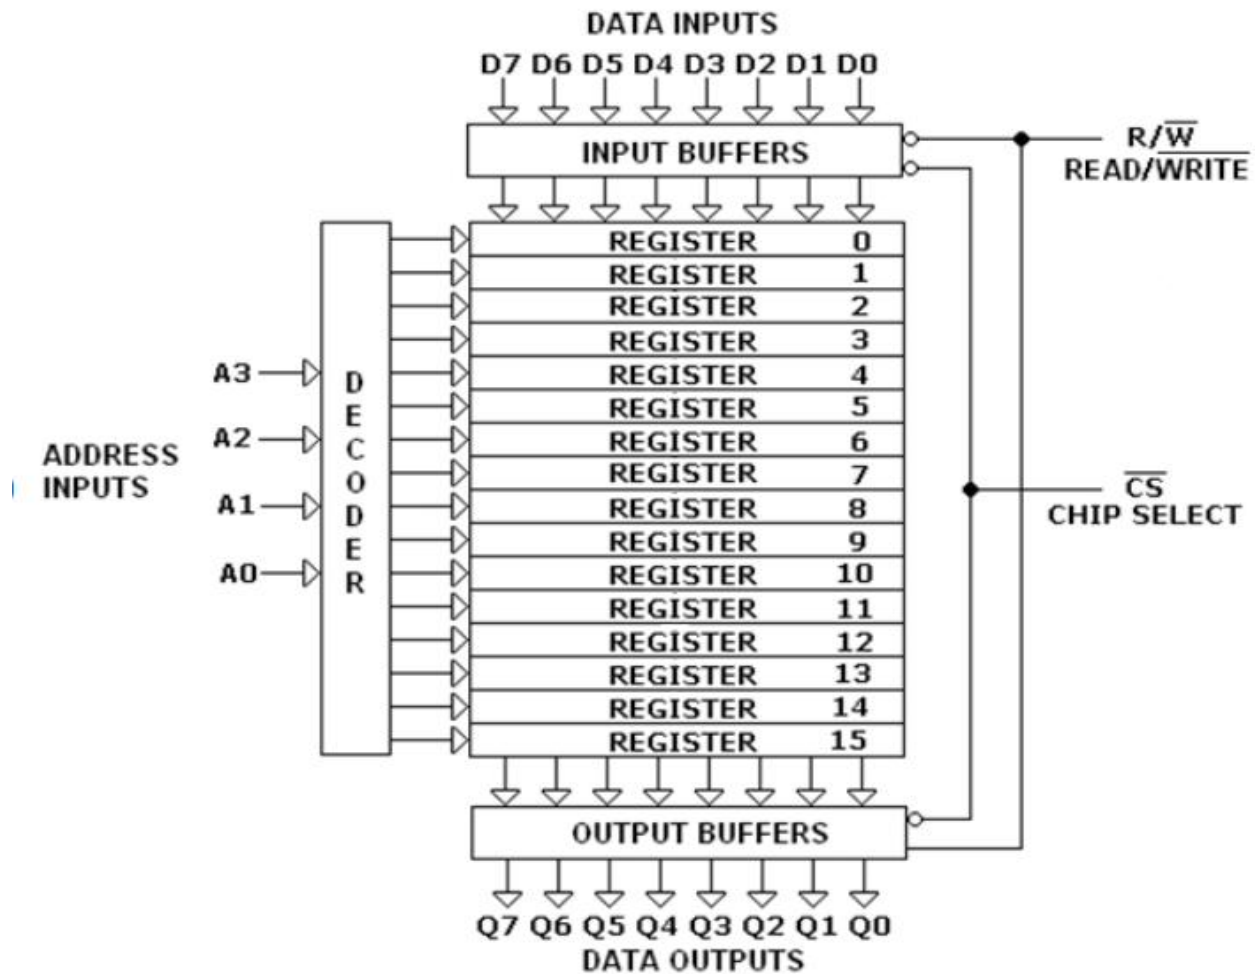 DATA INPUTS
D7 D6 D5 D4 D3 D2 D1 D0
INPUT BUFFERS
R/W̅
READ/W̅R̅I̅T̅E̅
REGISTER 0
REGISTER 1
REGISTER 2
REGISTER 3
REGISTER 4
REGISTER 5
REGISTER 6
REGISTER 7
REGISTER 8
REGISTER 9
REGISTER 10
REGISTER 11
REGISTER 12
REGISTER 13
REGISTER 14
REGISTER 15
DECODER
A3
A2
A1
A0
ADDRESS
INPUTS
C̅S̅
CHIP SELECT
OUTPUT BUFFERS
Q7 Q6 Q5 Q4 Q3 Q2 Q1 Q0
DATA OUTPUTS